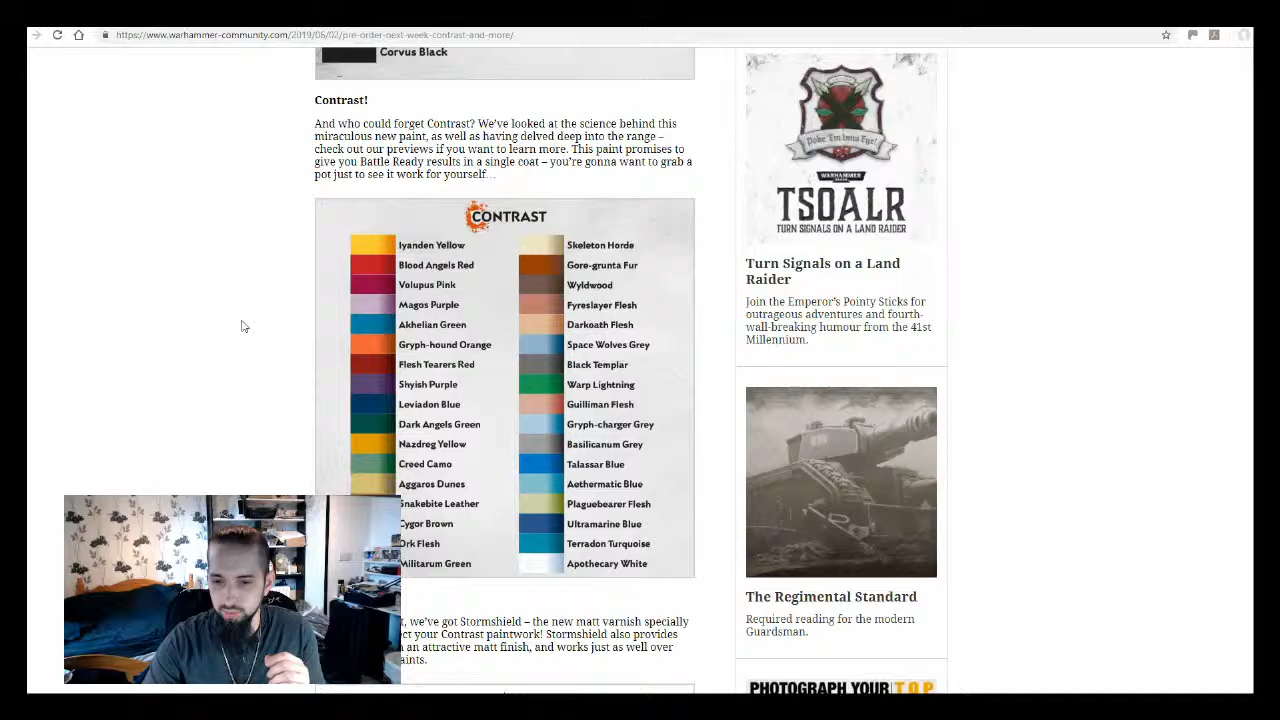 https://www.warhammer-community.com/2019/06/02/pre-order-next-week-contrast-and-more/
Corvus Black
Contrast!
And who could forget Contrast? We've looked at the science behind this
miraculous new paint, as well as having delved deep into the range –
check out our previews if you want to learn more. This paint promises to
give you Battle Ready results in a single coat – you're gonna want to grab a
pot just to see it work for yourself…
CONTRAST
Iyanden Yellow
Blood Angels Red
Volupus Pink
Magos Purple
Akhelian Green
Gryph-hound Orange
Flesh Tearers Red
Shyish Purple
Leviadon Blue
Dark Angels Green
Nazdreg Yellow
Creed Camo
Aggaros Dunes
Snakebite Leather
Cygor Brown
Ork Flesh
Militarum Green
Skeleton Horde
Gore-grunta Fur
Wyldwood
Fyreslayer Flesh
Darkoath Flesh
Space Wolves Grey
Black Templar
Warp Lightning
Guilliman Flesh
Gryph-charger Grey
Basilicanum Grey
Talassar Blue
Aethermatic Blue
Plaguebearer Flesh
Ultramarine Blue
Terradon Turquoise
Apothecary White
we've got Stormshield – the new matt varnish specially
your Contrast paintwork! Stormshield also provides
an attractive matt finish, and works just as well over
Poke 'Em Inna Eye!
WARHAMMER
TSOALR
TURN SIGNALS ON A LAND RAIDER
Turn Signals on a Land
Raider
Join the Emperor's Pointy Sticks for
outrageous adventures and fourth-
wall-breaking humour from the 41st
Millennium.
The Regimental Standard
Required reading for the modern
Guardsman.
PHOTOGRAPH YOUR TOP